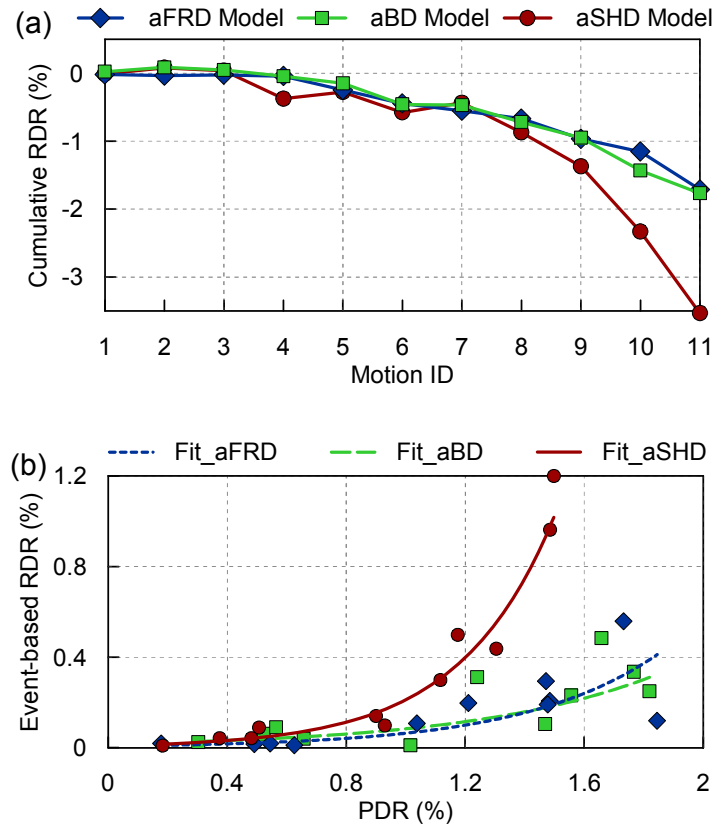 aFRD Model aBD Model aSHD Model
(a)
Cumulative RDR (%)
0
-1
-2
-3
1 2 3 4 5 6 7 8 9 10 11
Motion ID
(b)
Fit_aFRD Fit_aBD Fit_aSHD
Event-based RDR (%)
1.2
0.8
0.4
0
0 0.4 0.8 1.2 1.6 2
PDR (%)